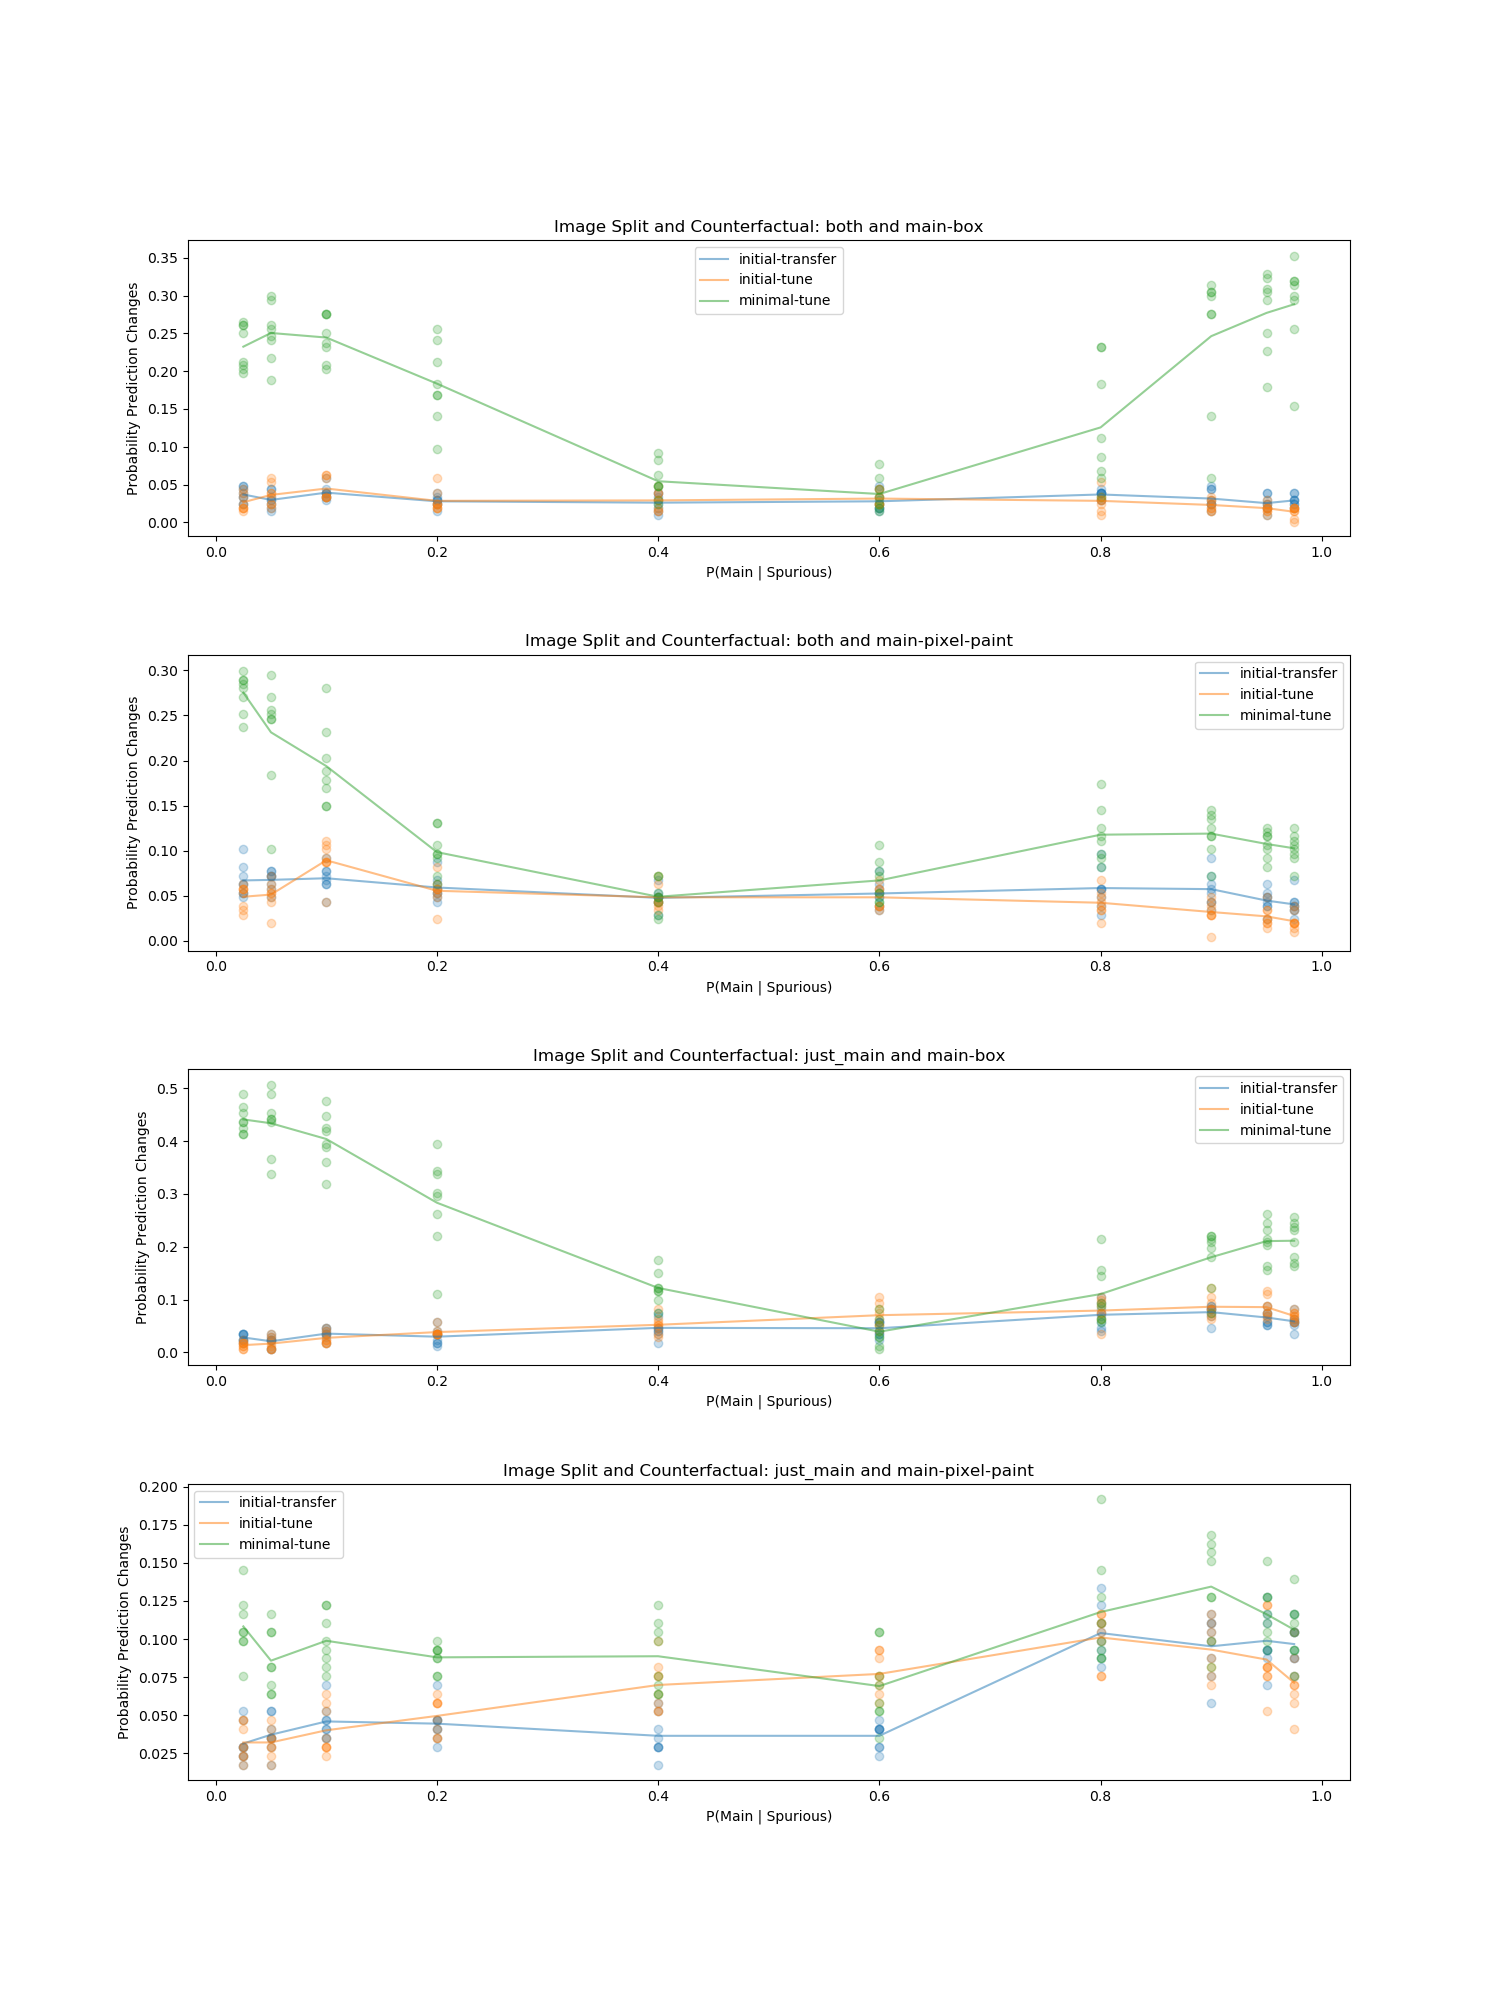 Image Split and Counterfactual: both and main-box
Probability Prediction Changes
0.35
0.30
0.25
0.20
0.15
0.10
0.05
0.00
initial-transfer
initial-tune
minimal-tune
0.0 0.2 0.4 0.6 0.8 1.0
P(Main | Spurious)
Image Split and Counterfactual: both and main-pixel-paint
Probability Prediction Changes
0.30
0.25
0.20
0.15
0.10
0.05
0.00
initial-transfer
initial-tune
minimal-tune
0.0 0.2 0.4 0.6 0.8 1.0
P(Main | Spurious)
Image Split and Counterfactual: just_main and main-box
Probability Prediction Changes
0.5
0.4
0.3
0.2
0.1
0.0
initial-transfer
initial-tune
minimal-tune
0.0 0.2 0.4 0.6 0.8 1.0
P(Main | Spurious)
Image Split and Counterfactual: just_main and main-pixel-paint
Probability Prediction Changes
0.200
0.175
0.150
0.125
0.100
0.075
0.050
0.025
initial-transfer
initial-tune
minimal-tune
0.0 0.2 0.4 0.6 0.8 1.0
P(Main | Spurious)